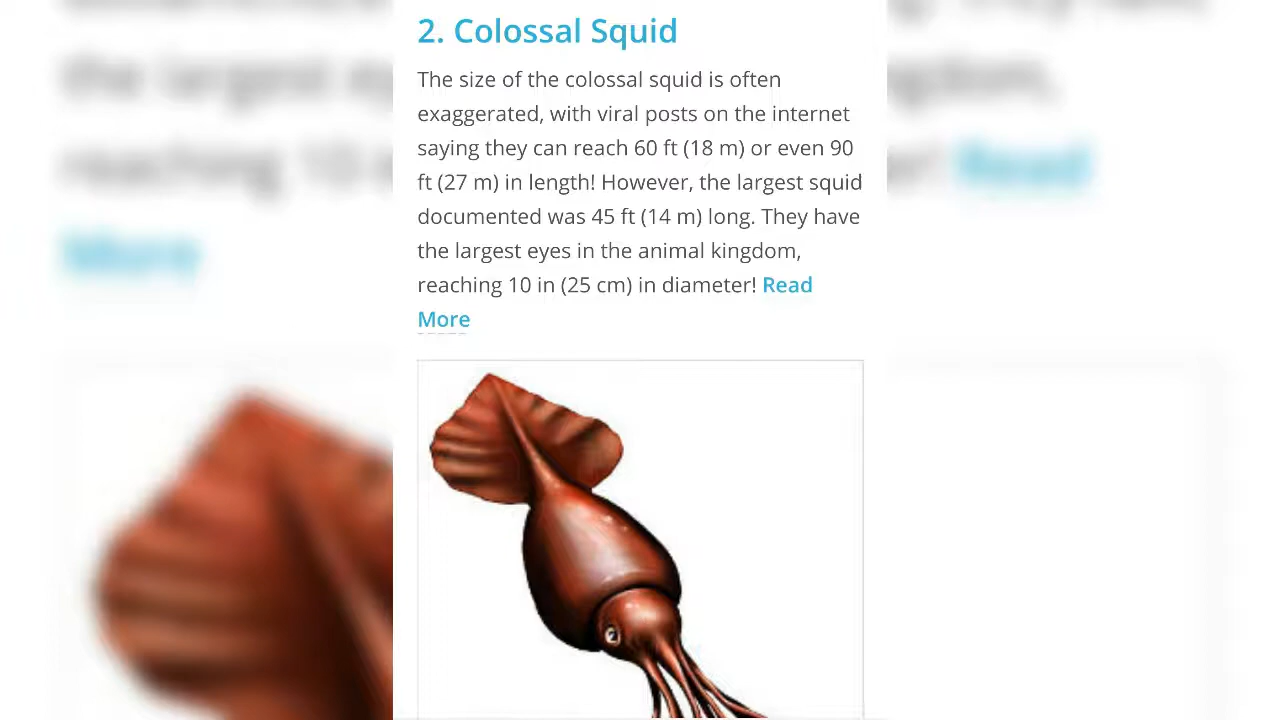 2. Colossal Squid
The size of the colossal squid is often
exaggerated, with viral posts on the internet
saying they can reach 60 ft (18 m) or even 90
ft (27 m) in length! However, the largest squid
documented was 45 ft (14 m) long. They have
the largest eyes in the animal kingdom,
reaching 10 in (25 cm) in diameter! Read
More